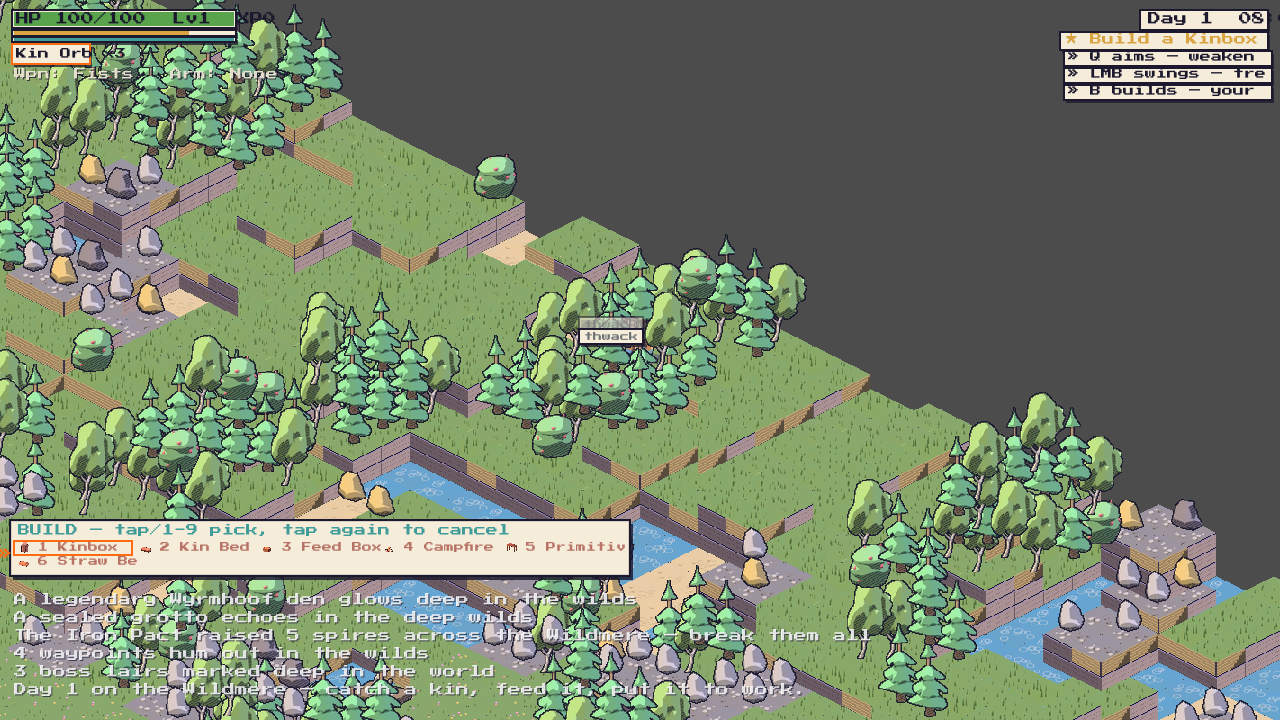 HP 100/100 Lv1 XP0
Kin Orb ×3
Wpn: Fists Arm: None
Day 1 08
★ Build a Kinbox
» Q aims — weaken
» LMB swings — tre
» B builds — your
thwack
BUILD — tap/1-9 pick, tap again to cancel
1 Kinbox 2 Kin Bed 3 Feed Box 4 Campfire 5 Primitiv
6 Straw Be
A legendary Wyrmhoof den glows deep in the wilds
A sealed grotto echoes in the deep wilds
The Iron Pact raised 5 spires across the Wildmere — break them all
4 waypoints hum out in the wilds
3 boss lairs marked deep in the world
Day 1 on the Wildmere — catch a kin, feed it, put it to work.